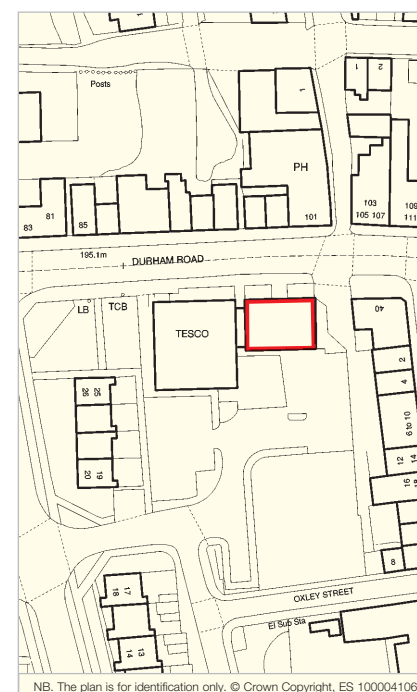 Posts
1
1
2
PH
83
81
85
101
103
105 107
109
111
195.1m
DURHAM ROAD
LB
TCB
TESCO
40
2
4
6 to 10
12
14
16
26
25
20
19
8
OXLEY STREET
El Sub Sta
18
17
14
13
NB. The plan is for identification only. © Crown Copyright, ES 100004106